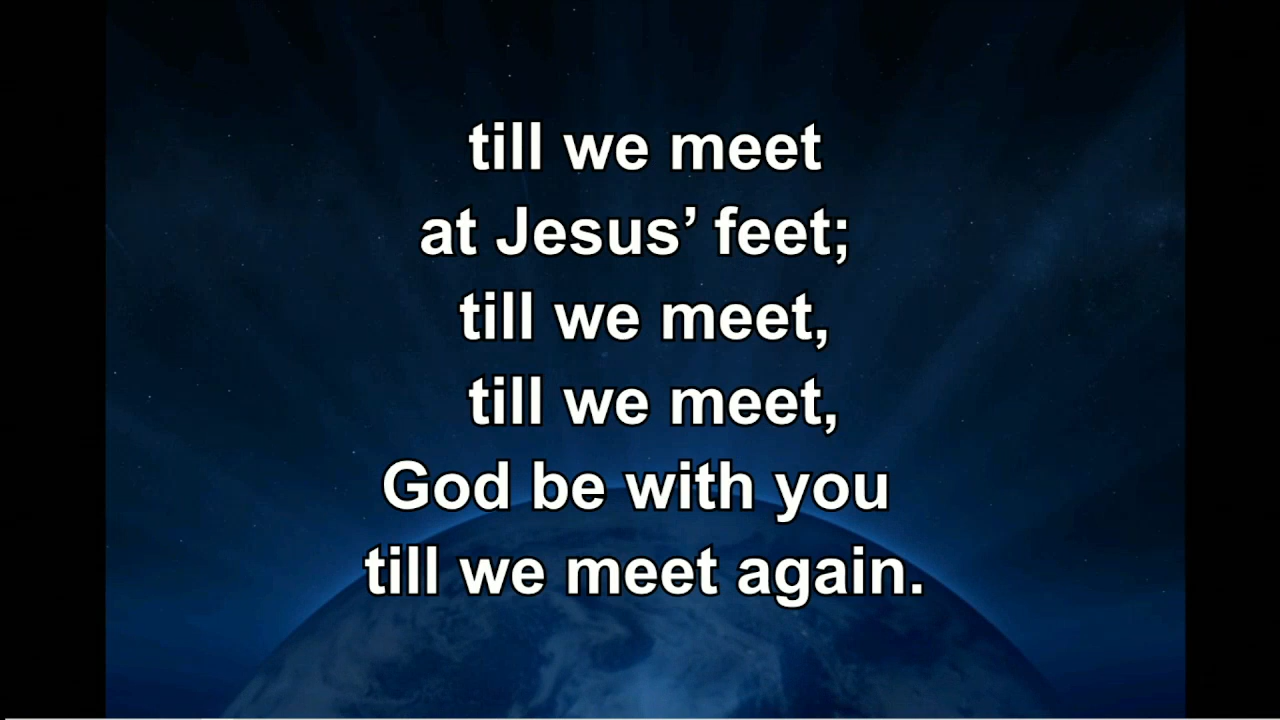 till we meet
at Jesus’ feet;
till we meet,
till we meet,
God be with you
till we meet again.